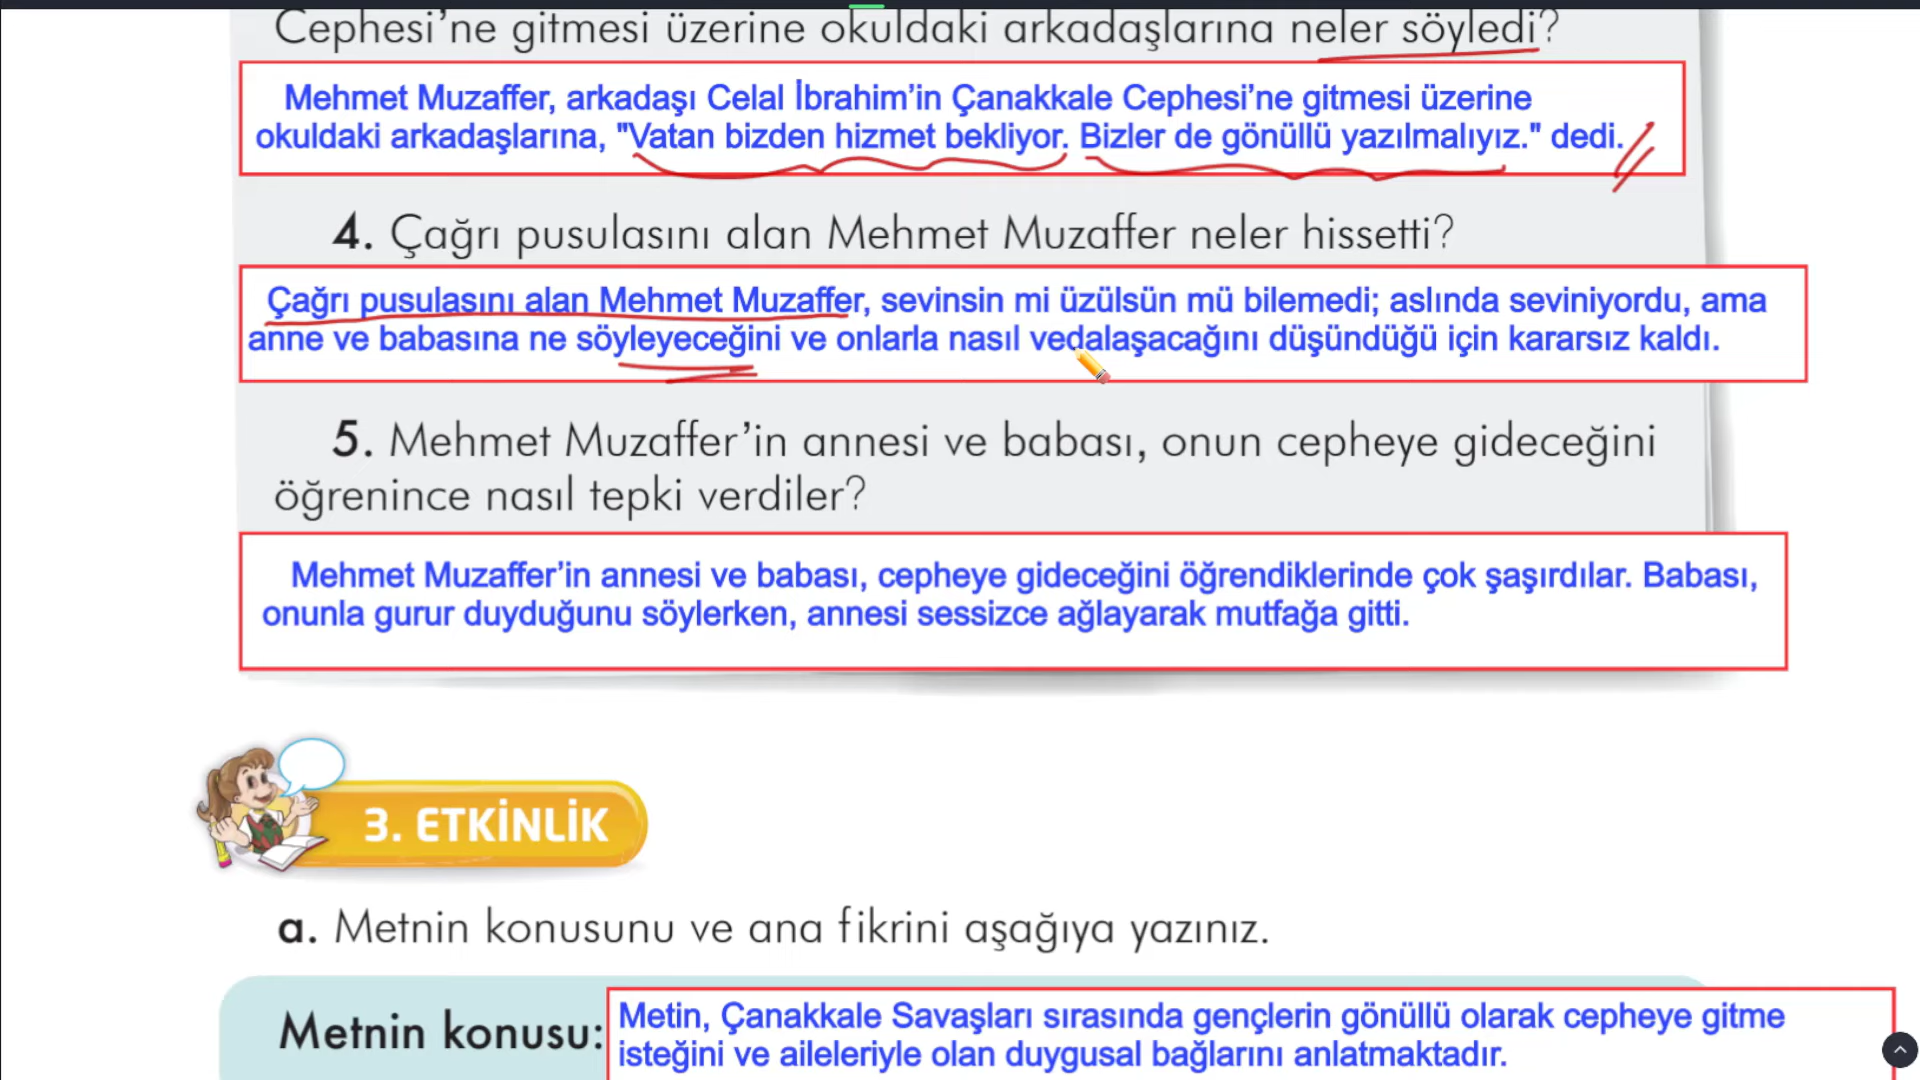 Cephesi’ne gitmesi üzerine okuldaki arkadaşlarına neler söyledi?
Mehmet Muzaffer, arkadaşı Celal İbrahim’in Çanakkale Cephesi’ne gitmesi üzerine
okuldaki arkadaşlarına, "Vatan bizden hizmet bekliyor. Bizler de gönüllü yazılmalıyız." dedi.
4. Çağrı pusulasını alan Mehmet Muzaffer neler hissetti?
Çağrı pusulasını alan Mehmet Muzaffer, sevinsin mi üzülsün mü bilemedi; aslında seviniyordu, ama
anne ve babasına ne söyleyeceğini ve onlarla nasıl vedalaşacağını düşündüğü için kararsız kaldı.
5. Mehmet Muzaffer’in annesi ve babası, onun cepheye gideceğini
öğrenince nasıl tepki verdiler?
Mehmet Muzaffer’in annesi ve babası, cepheye gideceğini öğrendiklerinde çok şaşırdılar. Babası,
onunla gurur duyduğunu söylerken, annesi sessizce ağlayarak mutfağa gitti.
3. ETKİNLİK
a. Metnin konusunu ve ana fikrini aşağıya yazınız.
Metnin konusu:
Metin, Çanakkale Savaşları sırasında gençlerin gönüllü olarak cepheye gitme
isteğini ve aileleriyle olan duygusal bağlarını anlatmaktadır.